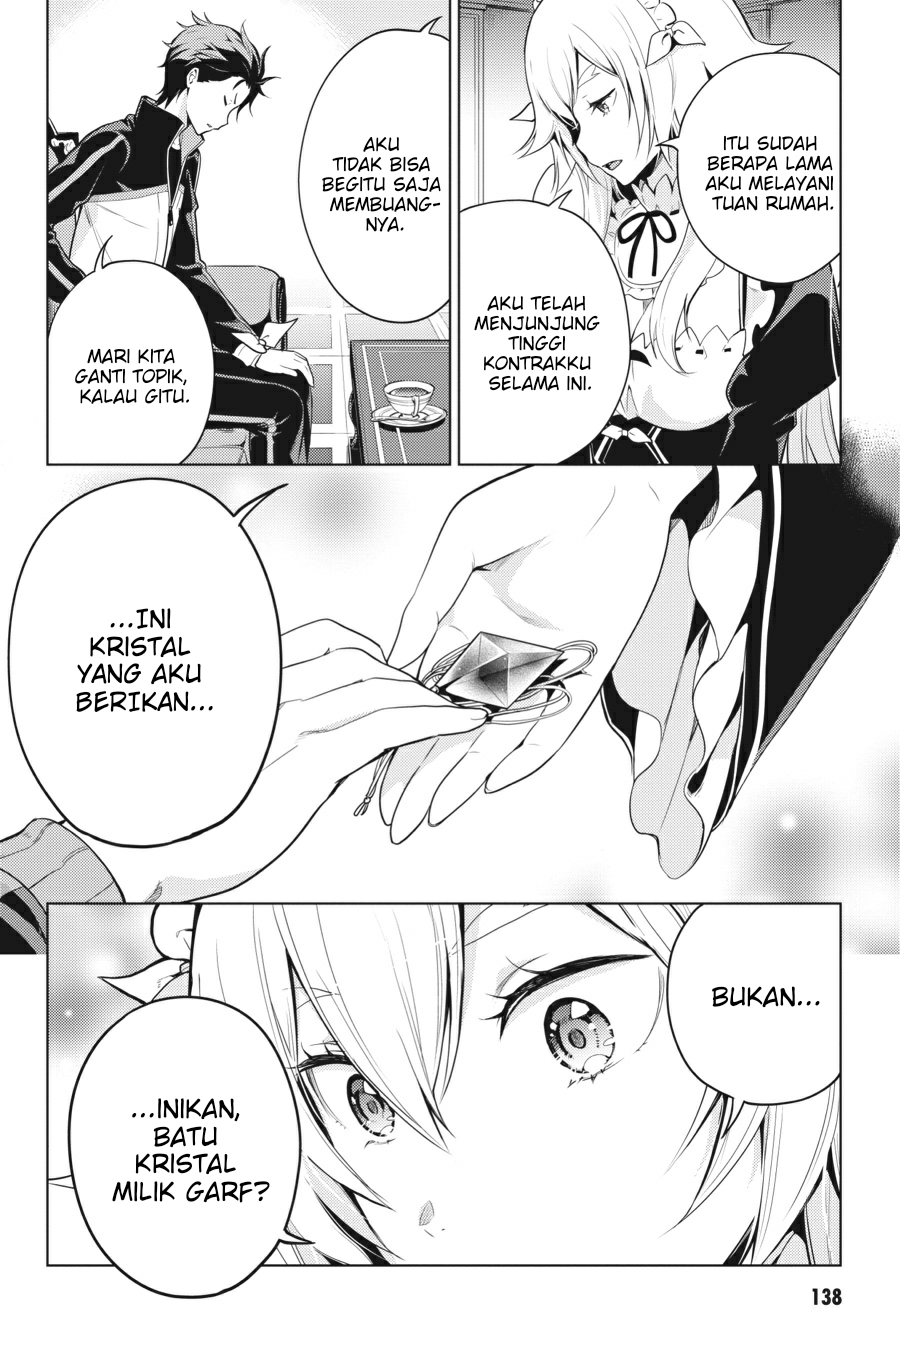 ITU SUDAH
BERAPA LAMA
AKU MELAYANI
TUAN RUMAH.
AKU TELAH
MENJUNJUNG
TINGGI
KONTRAKKU
SELAMA INI.
AKU
TIDAK BISA
BEGITU SAJA
MEMBUANG-
NYA.
MARI KITA
GANTI TOPIK,
KALAU GITU.
...INI
KRISTAL
YANG AKU
BERIKAN...
BUKAN...
...INIKAN,
BATU
KRISTAL
MILIK GARF?
138